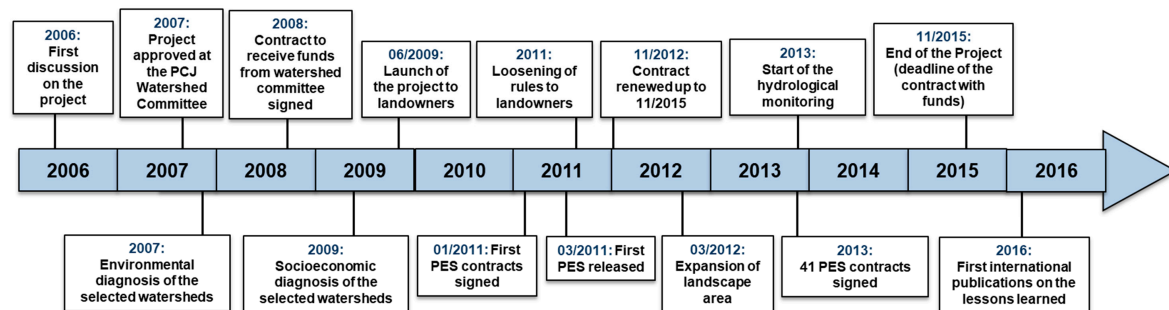 2006:
First
discussion
on the
project
2007:
Project
approved at
the PCJ
Watershed
Committee
2008:
Contract to
receive funds
from watershed
committee
signed
06/2009:
Launch of
the project to
landowners
2011:
Loosening of
rules to
landowners
11/2012:
Contract
renewed up to
11/2015
2013:
Start of the
hydrological
monitoring
11/2015:
End of the Project
(deadline of the
contract with
funds)
2006 2007 2008 2009 2010 2011 2012 2013 2014 2015 2016
2007:
Environmental
diagnosis of the
selected watersheds
2009:
Socioeconomic
diagnosis of the
selected watersheds
01/2011: First
PES contracts
signed
03/2011: First
PES released
03/2012:
Expansion of
landscape
area
2013:
41 PES contracts
signed
2016:
First international
publications on the
lessons learned